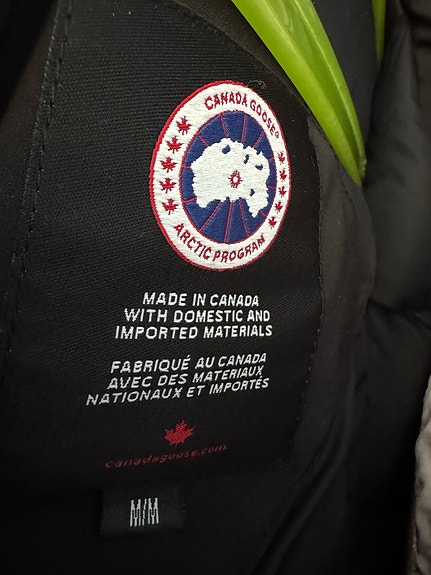 CANADA GOOSE®
ARCTIC PROGRAM
MADE IN CANADA
WITH DOMESTIC AND
IMPORTED MATERIALS
FABRIQUÉ AU CANADA
AVEC DES MATERIAUX
NATIONAUX ET IMPORTÉS
canadagoose.com
M/M